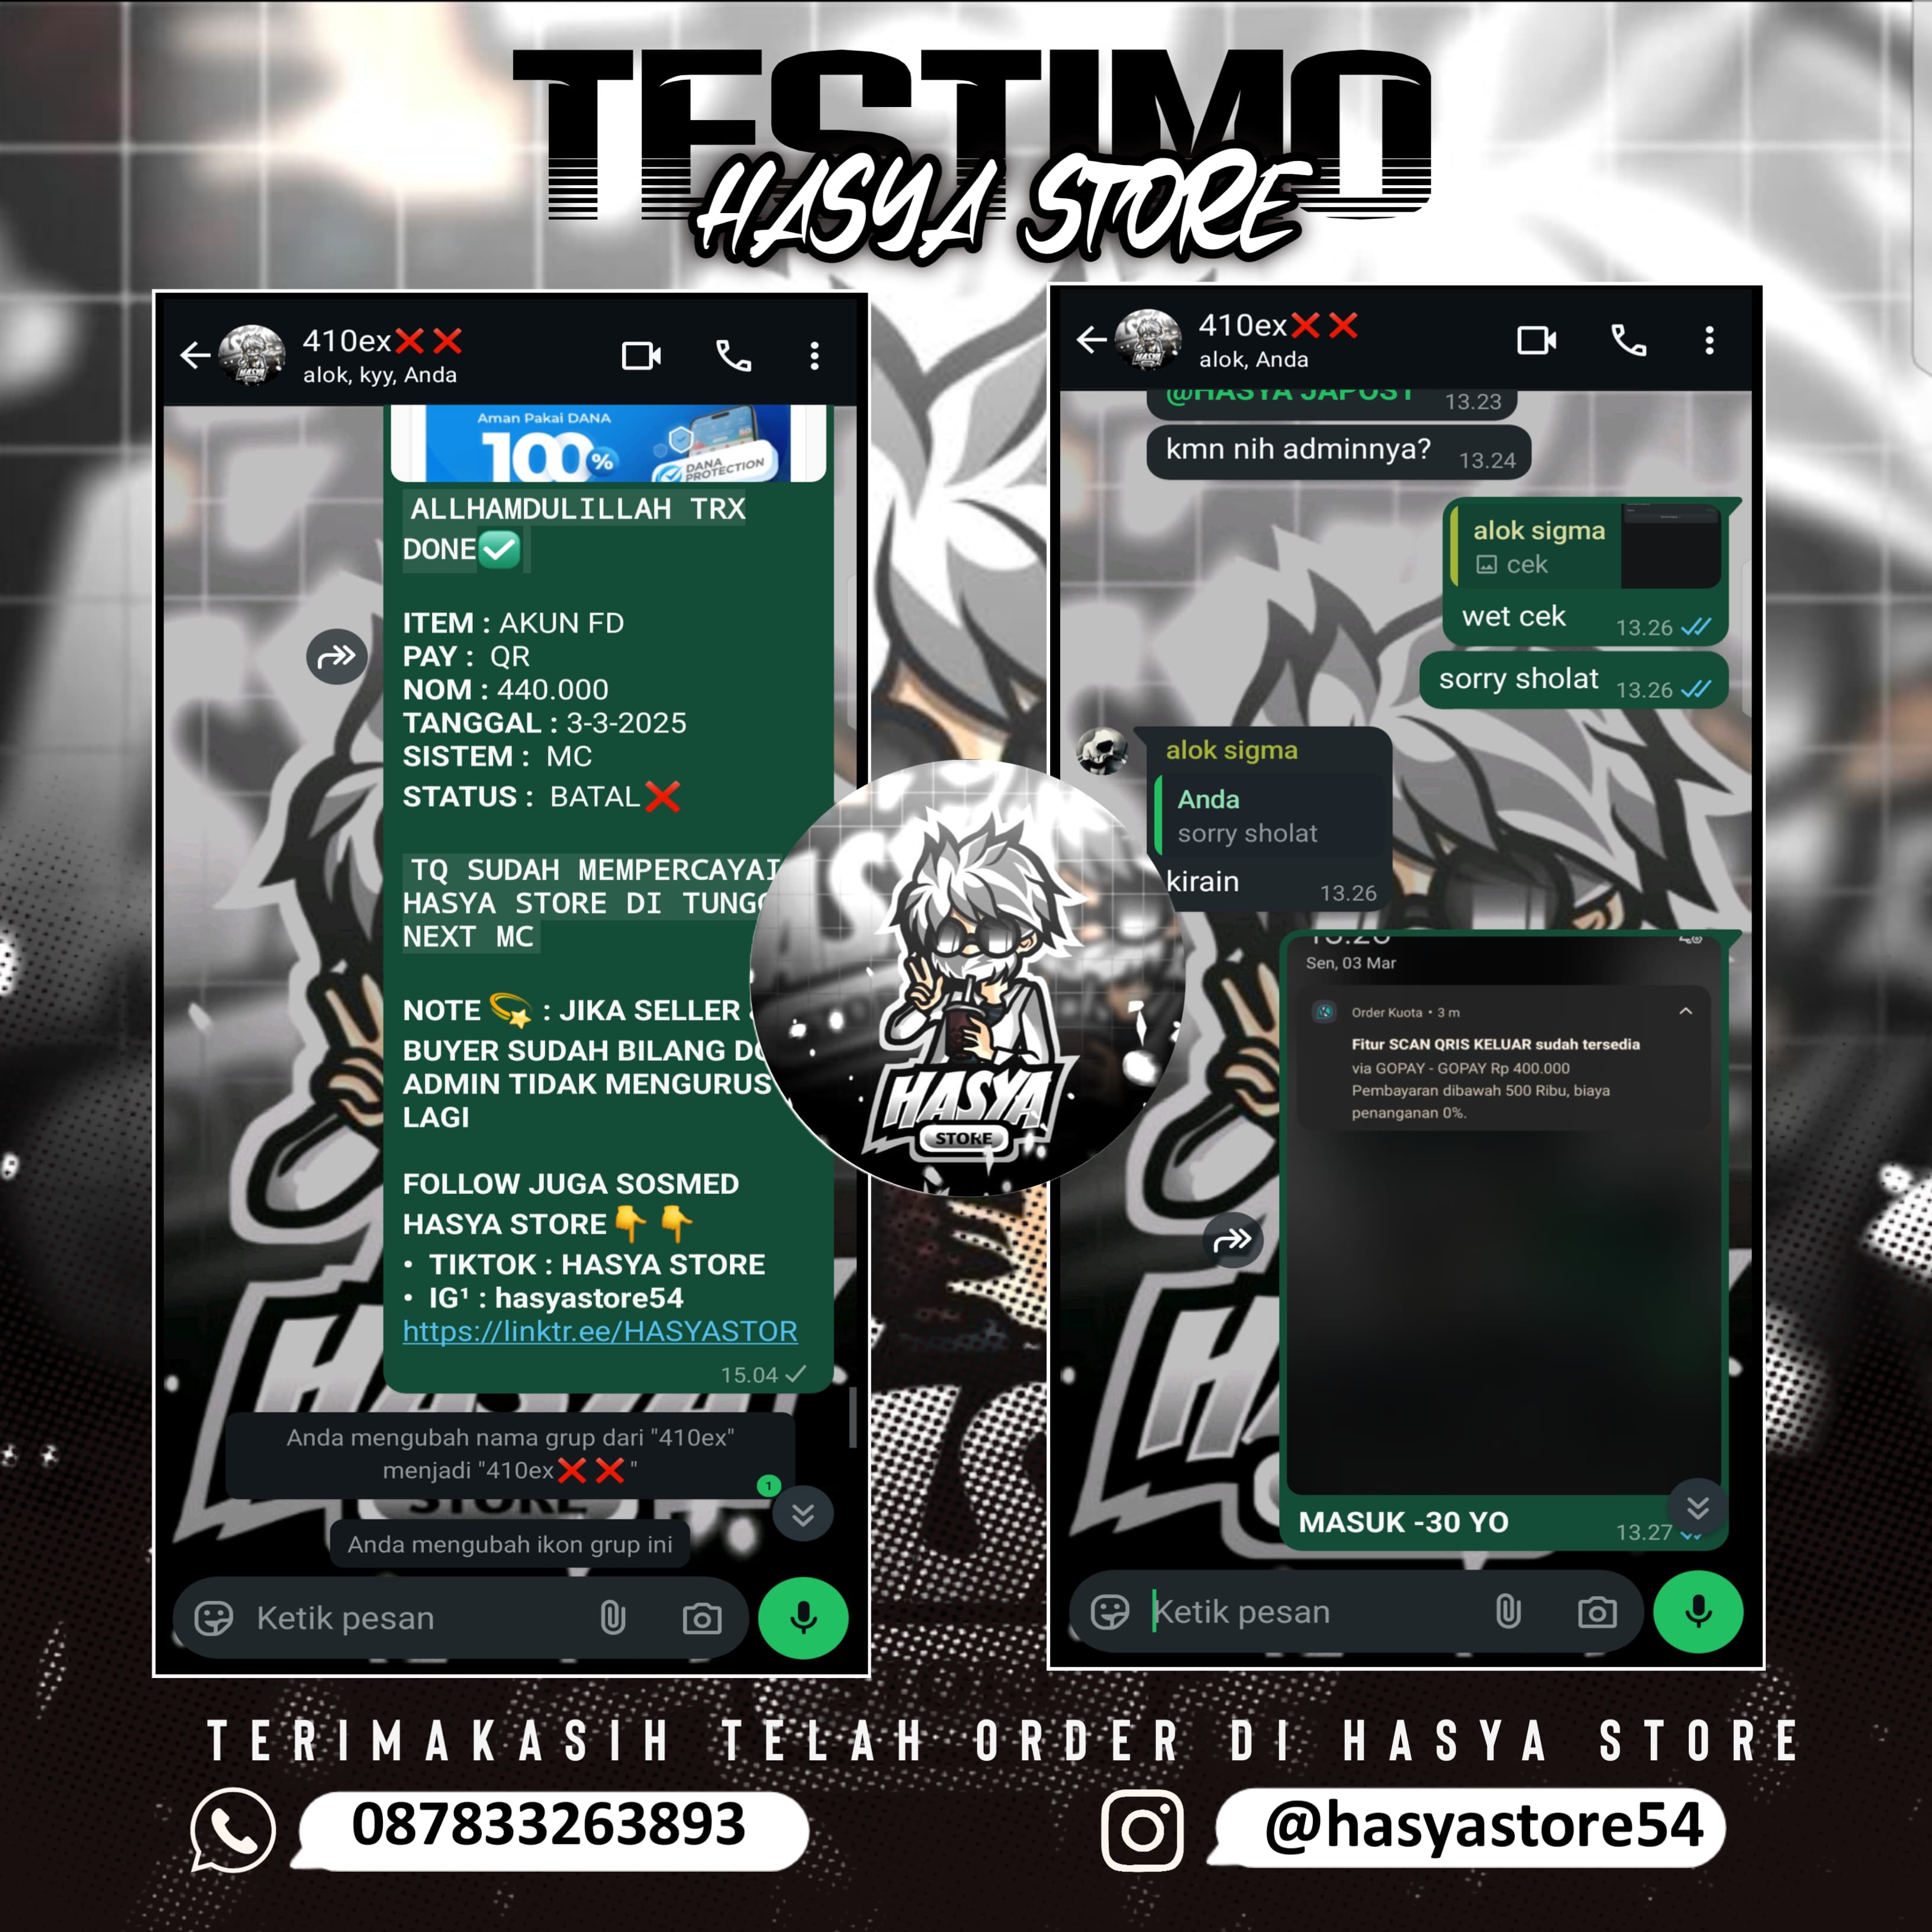 TESTIMO
HASYA STORE
410ex❌❌
alok, kyy, Anda
Aman Pakai DANA
100%
DANA
PROTECTION
ALLHAMDULILLAH TRX
DONE✅
ITEM : AKUN FD
PAY : QR
NOM : 440.000
TANGGAL : 3-3-2025
SISTEM : MC
STATUS : BATAL❌
TQ SUDAH MEMPERCAYAI
HASYA STORE DI
NEXT MC
NOTE 💫 : JIKA SELLER
BUYER SUDAH BILANG
ADMIN TIDAK MENGURUS
LAGI
FOLLOW JUGA SOSMED
HASYA STORE👇👇
• TIKTOK : HASYA STORE
• IG¹ : hasyastore54
https://linktr.ee/HASYASTOR
15.04
Anda mengubah nama grup dari "410ex"
menjadi "410ex❌❌"
1
Anda mengubah ikon grup ini
Ketik pesan
410ex❌❌
alok, Anda
@HASYA JAPOST 13.23
kmn nih adminnya? 13.24
alok sigma
cek
wet cek 13.26
sorry sholat 13.26
alok sigma
Anda
sorry sholat
kirain 13.26
Sen, 03 Mar
Order Kuota • 3 m
Fitur SCAN QRIS KELUAR sudah tersedia
via GOPAY - GOPAY Rp 400.000
Pembayaran dibawah 500 Ribu, biaya
penanganan 0%.
MASUK -30 YO 13.27
Ketik pesan
HASYA
STORE
TERIMAKASIH TELAH ORDER DI HASYA STORE
087833263893
@hasyastore54